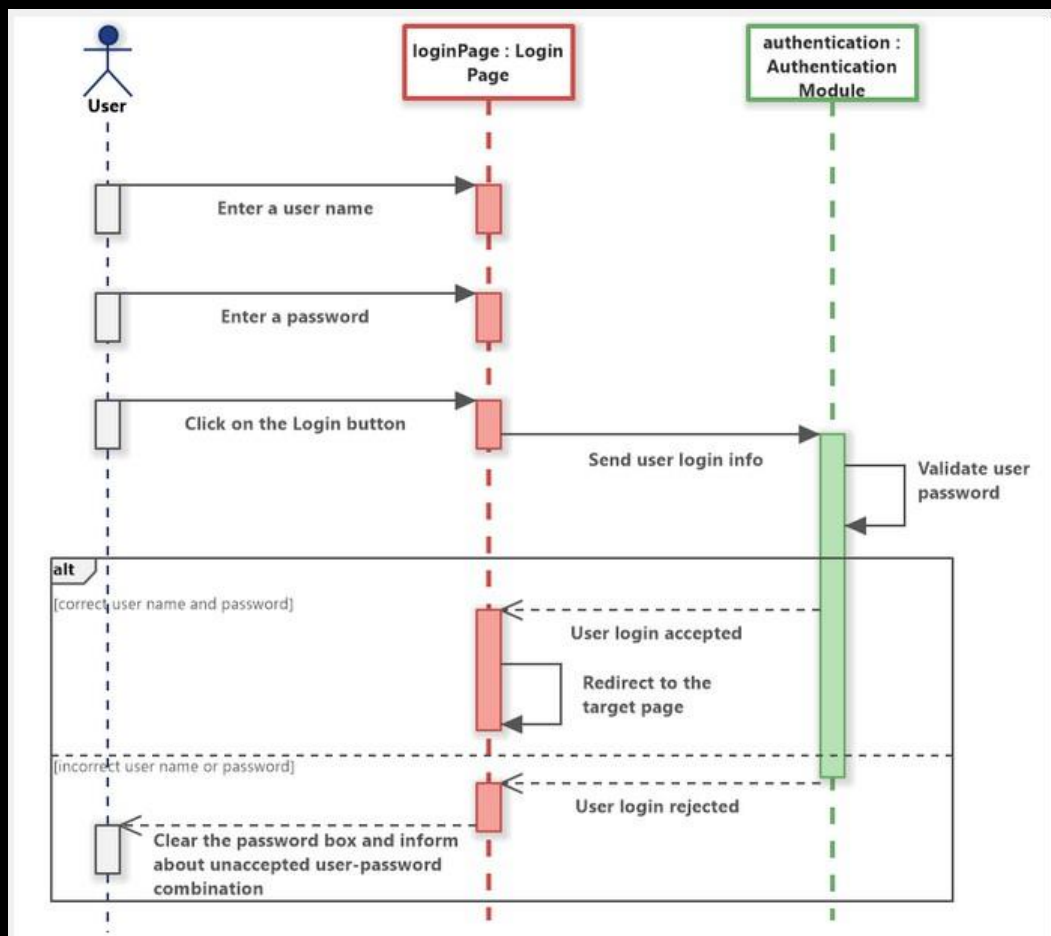 User
loginPage : Login
Page
authentication :
Authentication
Module
Enter a user name
Enter a password
Click on the Login button
Send user login info
Validate user
password
alt
[correct user name and password]
User login accepted
Redirect to the
target page
[incorrect user name or password]
User login rejected
Clear the password box and inform
about unaccepted user-password
combination